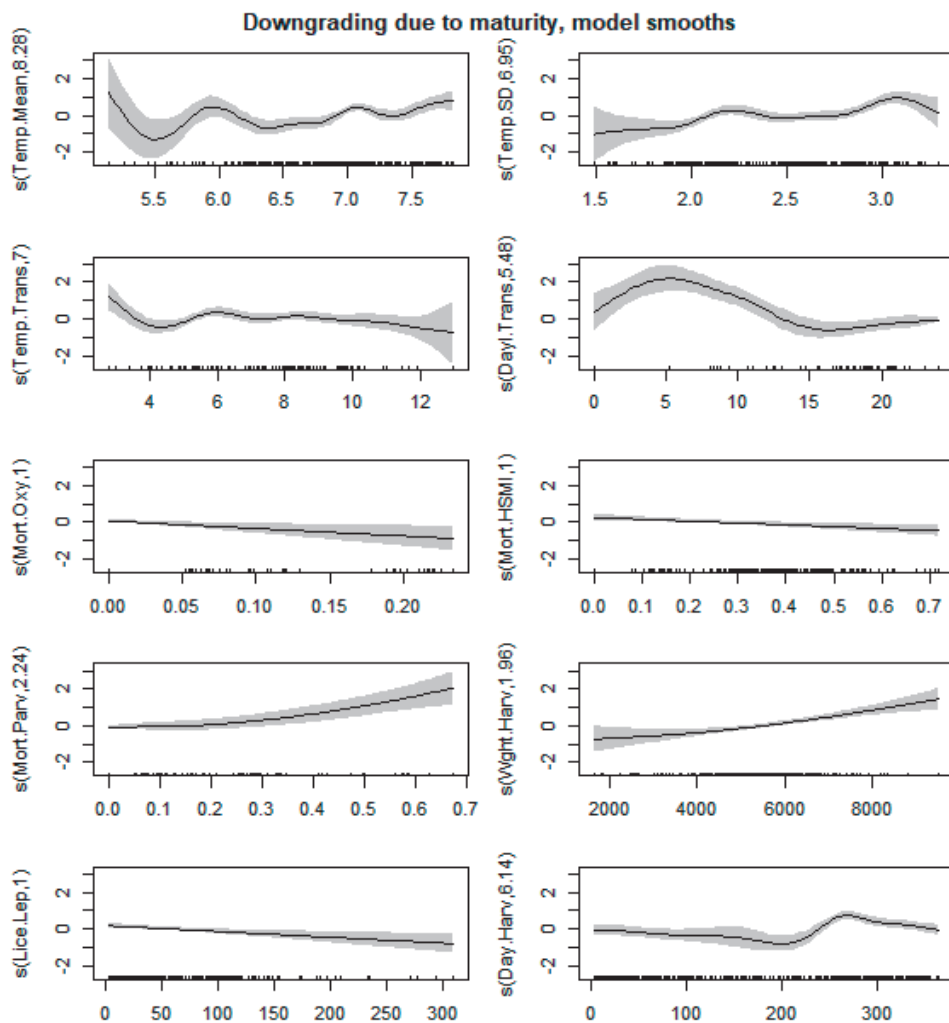 Downgrading due to maturity, model smooths
s(Temp.Mean,8.28)
2
0
-2
5.5 6.0 6.5 7.0 7.5
s(Temp.SD,6.95)
2
0
-2
1.5 2.0 2.5 3.0
s(Temp.Trans,7)
2
0
-2
4 6 8 10 12
s(Dayl.Trans,5.48)
2
0
-2
0 5 10 15 20
s(Mort.Oxy,1)
2
0
-2
0.00 0.05 0.10 0.15 0.20
s(Mort.HSMI,1)
2
0
-2
0.0 0.1 0.2 0.3 0.4 0.5 0.6 0.7
s(Mort.Parv,2.24)
2
0
-2
0.0 0.1 0.2 0.3 0.4 0.5 0.6 0.7
s(Wght.Harv,1.96)
2
0
-2
2000 4000 6000 8000
s(Lice.Lep,1)
2
0
-2
0 50 100 150 200 250 300
s(Day.Harv,6.14)
2
0
-2
0 100 200 300